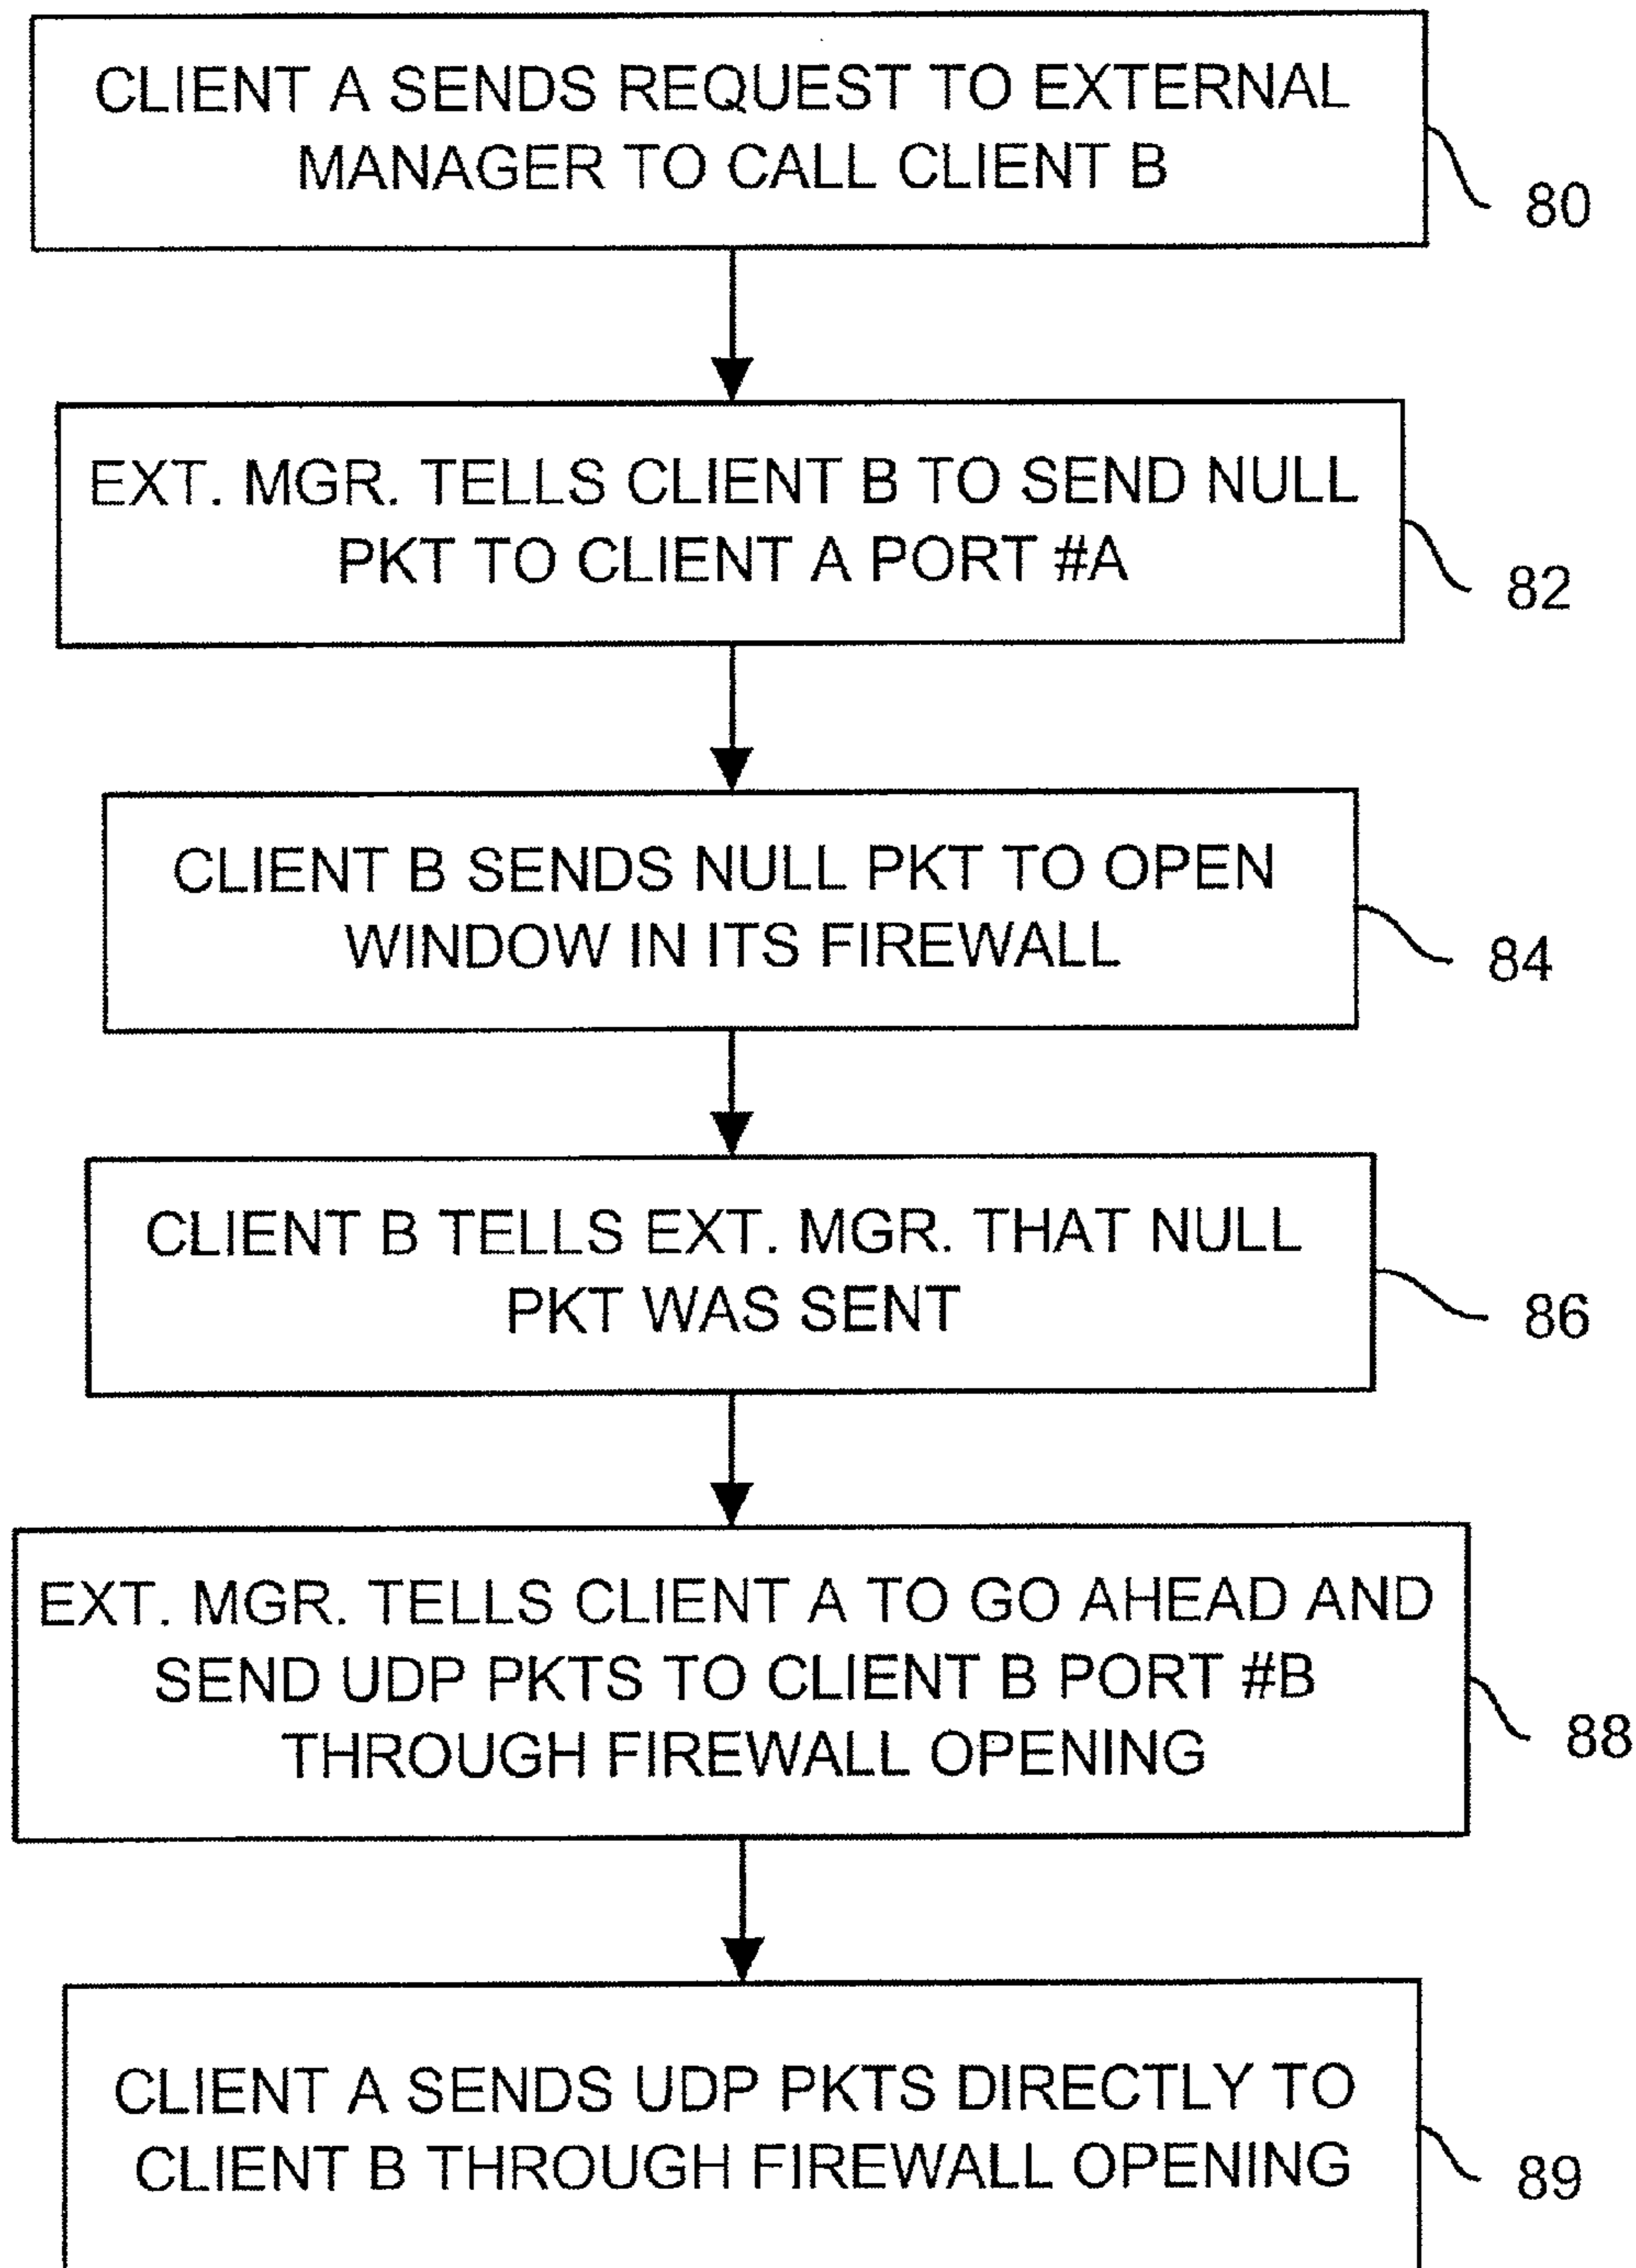 CLIENT A SENDS REQUEST TO EXTERNAL
MANAGER TO CALL CLIENT B
80
EXT. MGR. TELLS CLIENT B TO SEND NULL
PKT TO CLIENT A PORT #A
82
CLIENT B SENDS NULL PKT TO OPEN
WINDOW IN ITS FIREWALL
84
CLIENT B TELLS EXT. MGR. THAT NULL
PKT WAS SENT
86
EXT. MGR. TELLS CLIENT A TO GO AHEAD AND
SEND UDP PKTS TO CLIENT B PORT #B
THROUGH FIREWALL OPENING
88
CLIENT A SENDS UDP PKTS DIRECTLY TO
CLIENT B THROUGH FIREWALL OPENING
89